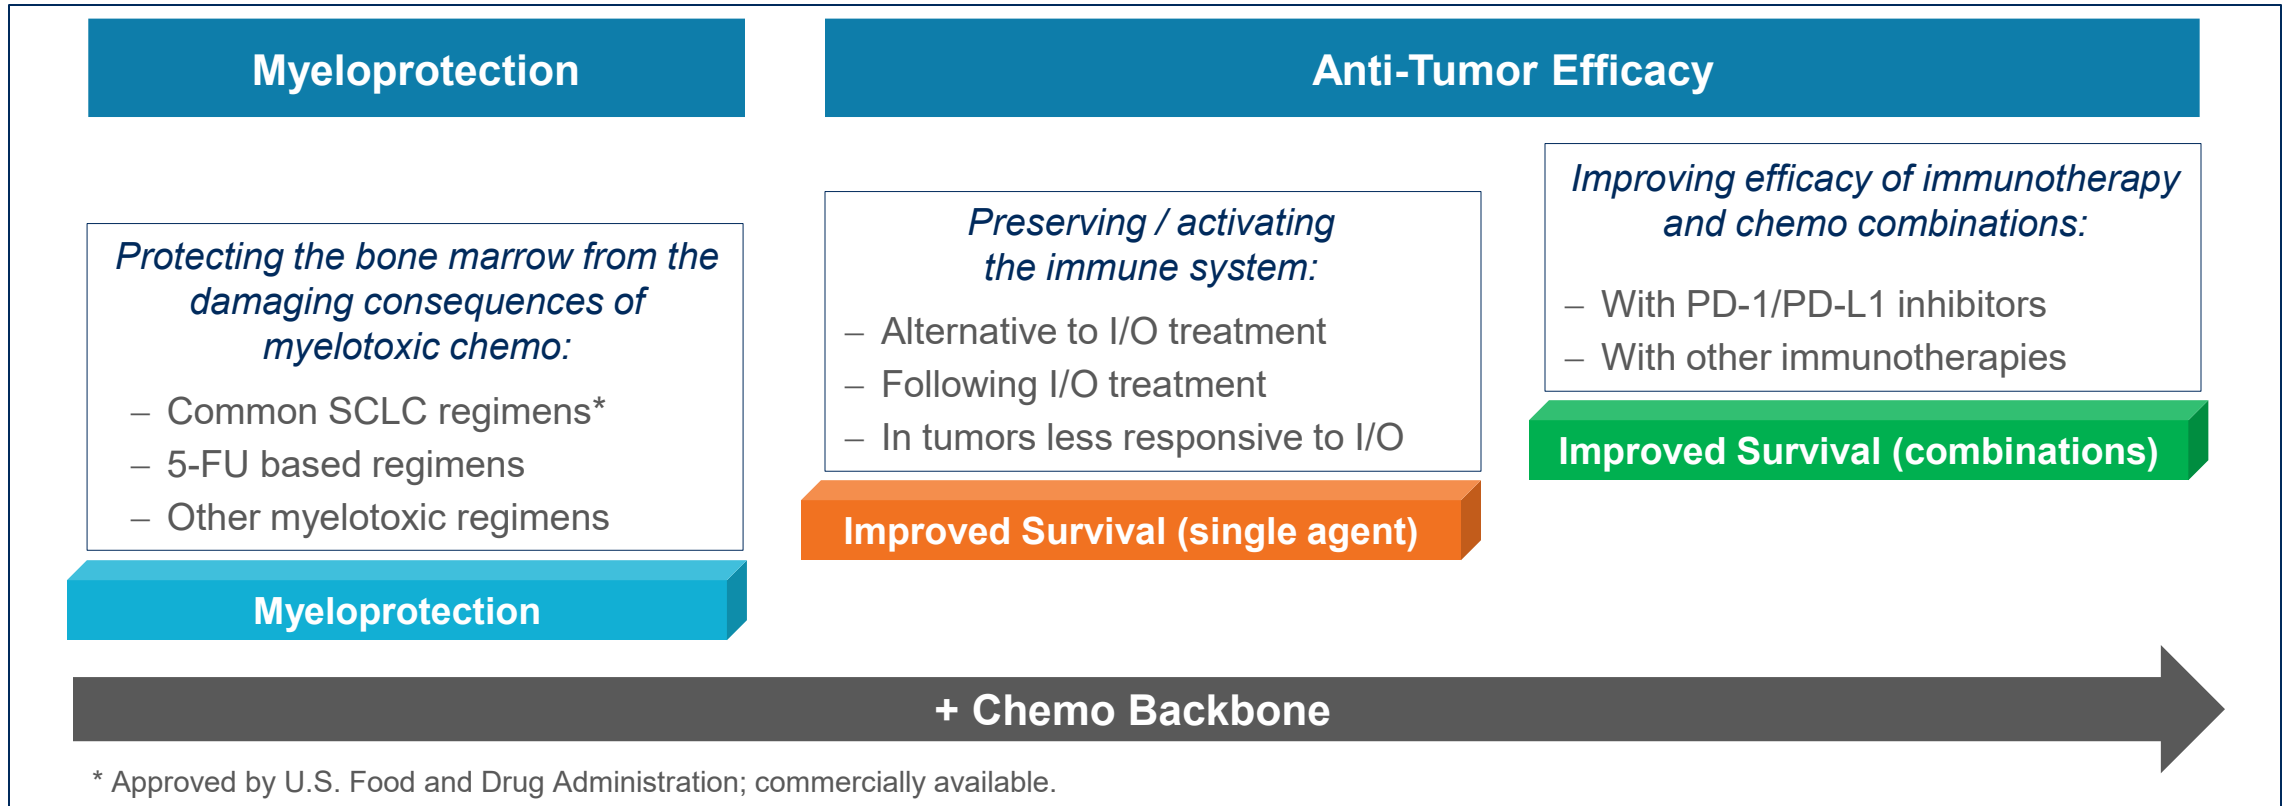 Myeloprotection
Protecting the bone marrow from the
damaging consequences of
myelotoxic chemo:
– Common SCLC regimens*
– 5-FU based regimens
– Other myelotoxic regimens
Myeloprotection
Anti-Tumor Efficacy
Preserving / activating
the immune system:
– Alternative to I/O treatment
– Following I/O treatment
– In tumors less responsive to I/O
Improved Survival (single agent)
Improving efficacy of immunotherapy
and chemo combinations:
– With PD-1/PD-L1 inhibitors
– With other immunotherapies
Improved Survival (combinations)
+ Chemo Backbone
* Approved by U.S. Food and Drug Administration; commercially available.